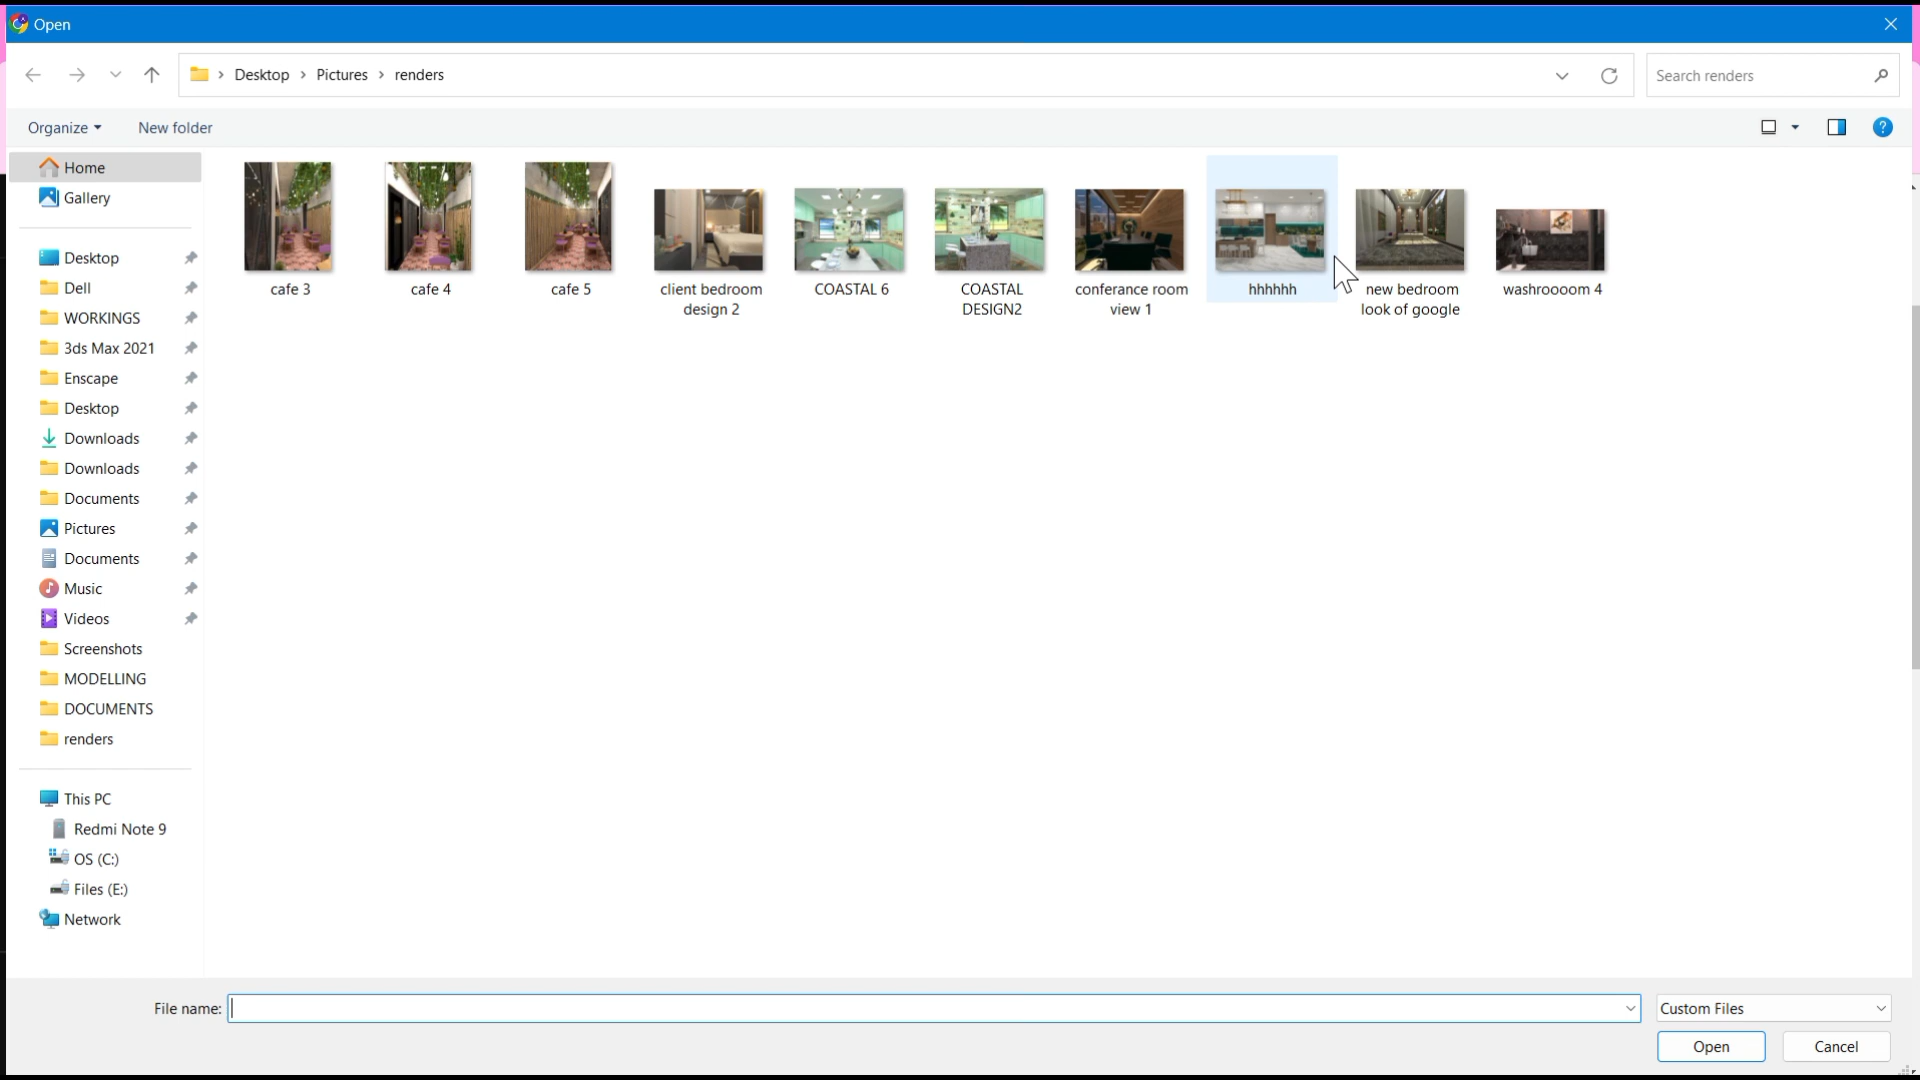 Open
Desktop > Pictures > renders
Search renders
Organize
New folder
Home
Gallery
Desktop
Dell
WORKINGS
3ds Max 2021
Enscape
Desktop
Downloads
Downloads
Documents
Pictures
Documents
Music
Videos
Screenshots
MODELLING
DOCUMENTS
renders
This PC
Redmi Note 9
OS (C:)
Files (E:)
Network
cafe 3
cafe 4
cafe 5
client bedroom
design 2
COASTAL 6
COASTAL
DESIGN2
conferance room
view 1
hhhhhh
new bedroom
look of google
washroooom 4
File name:
Custom Files
Open
Cancel